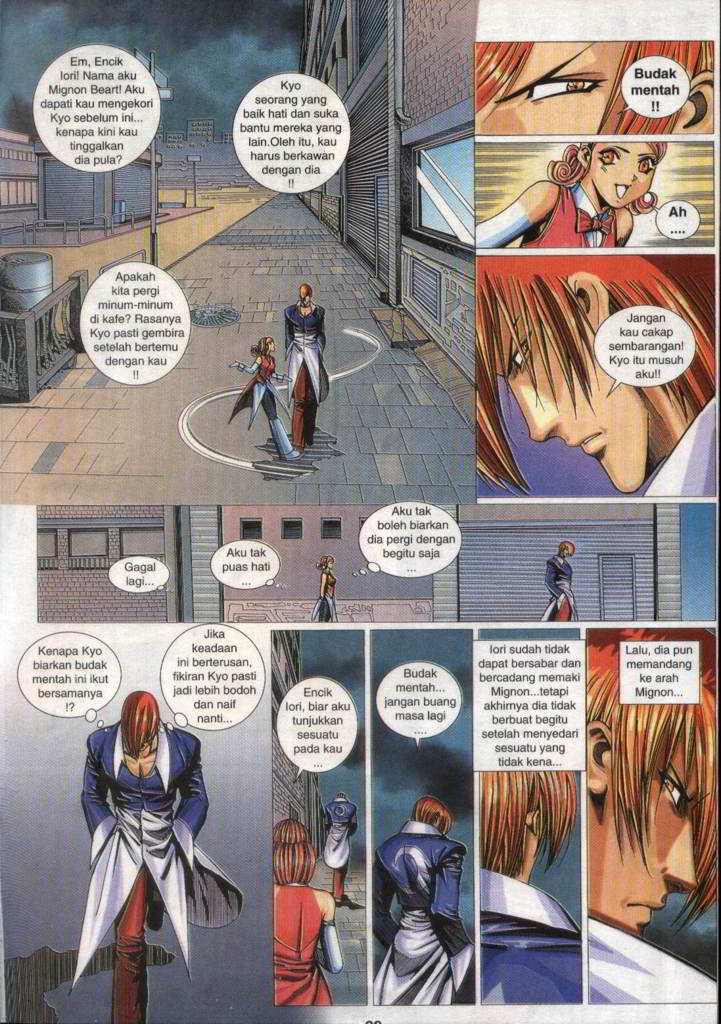 Em, Encik
Iori! Nama aku
Mignon Beart! Aku
dapati kau mengekori
Kyo sebelum ini...
kenapa kini kau
tinggalkan
dia pula?
Kyo
seorang yang
baik hati dan suka
bantu mereka yang
lain.Oleh itu, kau
harus berkawan
dengan dia
!!
Apakah
kita pergi
minum-minum
di kafe? Rasanya
Kyo pasti gembira
setelah bertemu
dengan kau
!!
Budak
mentah
!!
Ah
....
Jangan
kau cakap
sembarangan!
Kyo itu musuh
aku!!
Gagal
lagi...
Aku tak
puas hati
...
Aku tak
boleh biarkan
dia pergi dengan
begitu saja
...
Kenapa Kyo
biarkan budak
mentah ini ikut
bersamanya
!?
Jika
keadaan
ini berterusan,
fikiran Kyo pasti
jadi lebih bodoh
dan naif
nanti...
Encik
Iori, biar aku
tunjukkan
sesuatu
pada kau
...
Budak
mentah...
jangan buang
masa lagi
....
Iori sudah tidak
dapat bersabar dan
bercadang memaki
Mignon...tetapi
akhirnya dia tidak
berbuat begitu
setelah menyedari
sesuatu yang
tidak kena...
Lalu, dia pun
memandang
ke arah
Mignon...